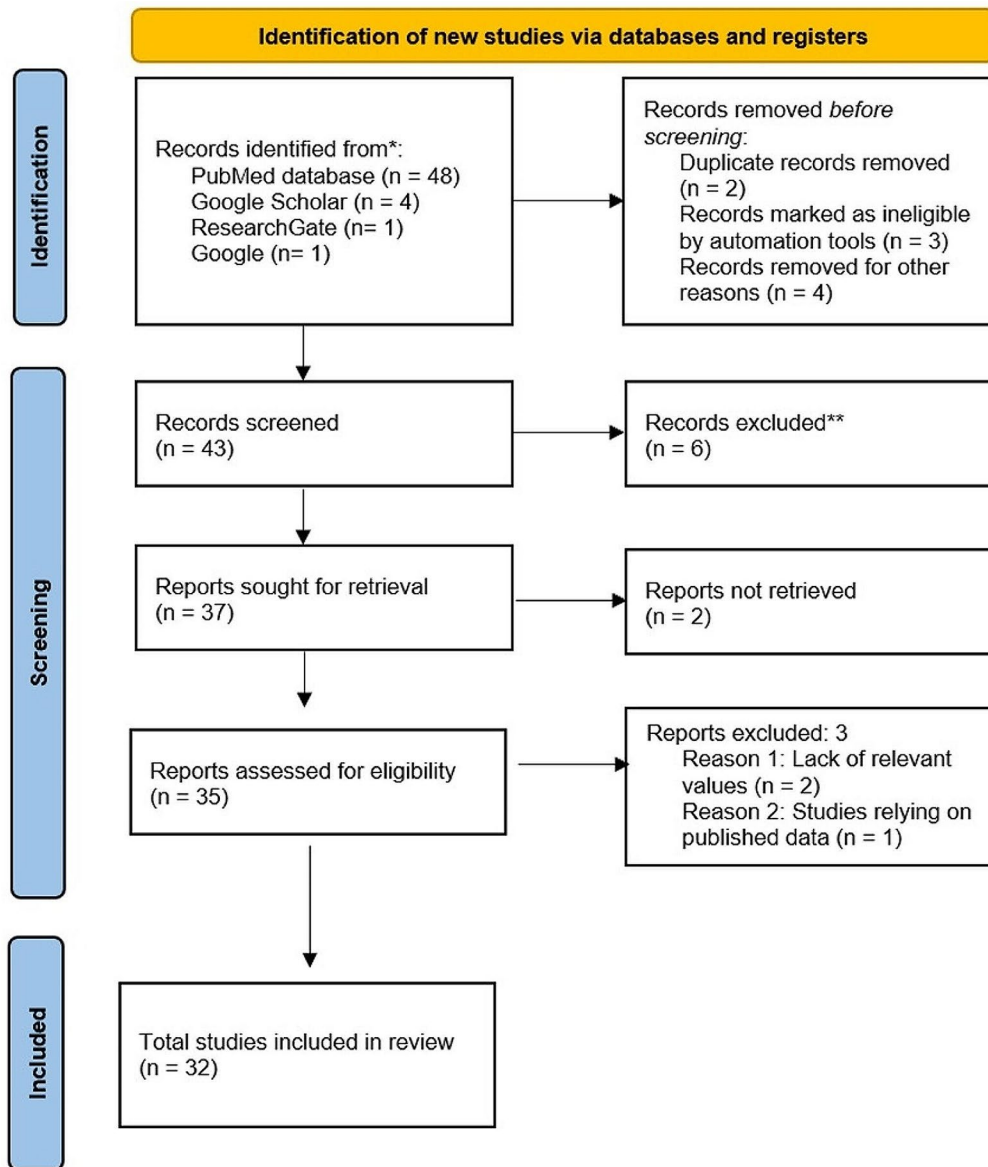 Identification of new studies via databases and registers
Identification
Records identified from*:
PubMed database (n = 48)
Google Scholar (n = 4)
ResearchGate (n= 1)
Google (n= 1)
Records removed before
screening:
Duplicate records removed
(n = 2)
Records marked as ineligible
by automation tools (n = 3)
Records removed for other
reasons (n = 4)
Screening
Records screened
(n = 43)
Records excluded**
(n = 6)
Reports sought for retrieval
(n = 37)
Reports not retrieved
(n = 2)
Reports assessed for eligibility
(n = 35)
Reports excluded: 3
Reason 1: Lack of relevant
values (n = 2)
Reason 2: Studies relying on
published data (n = 1)
Included
Total studies included in review
(n = 32)